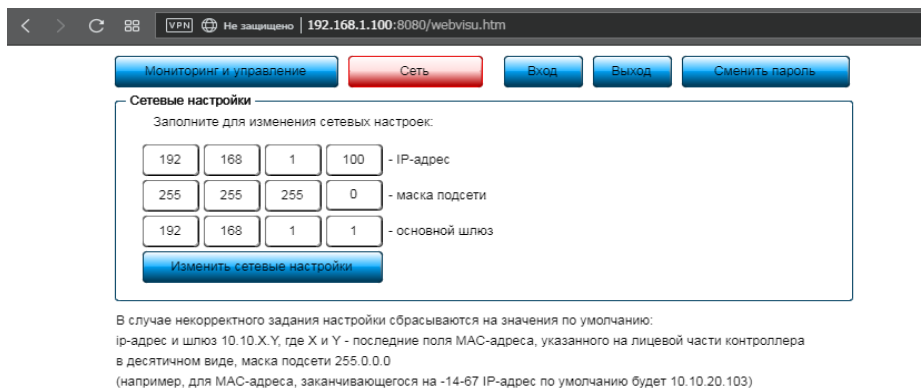 VPN Не защищено 192.168.1.100:8080/webvisu.htm
Мониторинг и управление Сеть Вход Выход Сменить пароль
Сетевые настройки
Заполните для изменения сетевых настроек:
192 168 1 100 - IP-адрес
255 255 255 0 - маска подсети
192 168 1 1 - основной шлюз
Изменить сетевые настройки
В случае некорректного задания настройки сбрасываются на значения по умолчанию:
ip-адрес и шлюз 10.10.X.Y, где X и Y - последние поля MAC-адреса, указанного на лицевой части контроллера
в десятичном виде, маска подсети 255.0.0.0
(например, для MAC-адреса, заканчивающегося на -14-67 IP-адрес по умолчанию будет 10.10.20.103)